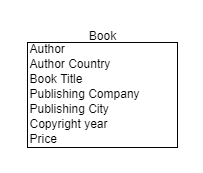 Book
Author
Author Country
Book Title
Publishing Company
Publishing City
Copyright year
Price